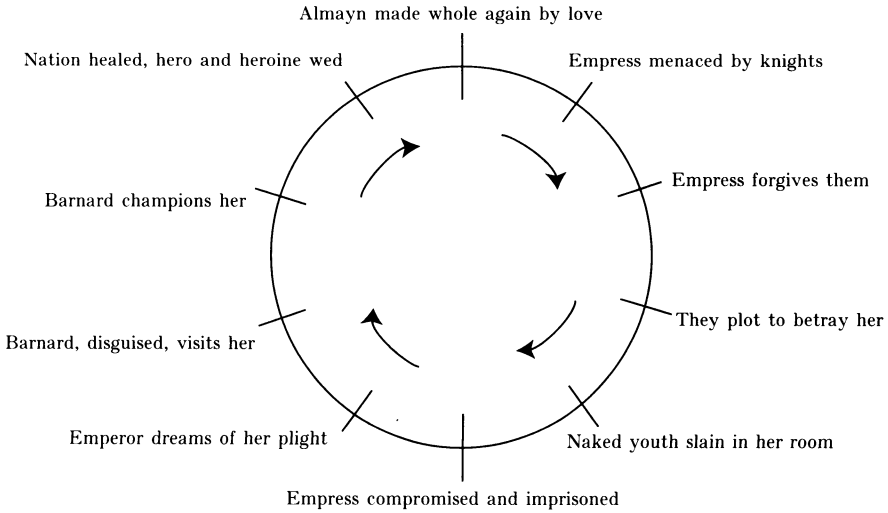 Almayn made whole again by love
Nation healed, hero and heroine wed
Empress menaced by knights
Empress forgives them
Barnard champions her
They plot to betray her
Barnard, disguised, visits her
Emperor dreams of her plight
Naked youth slain in her room
Empress compromised and imprisoned